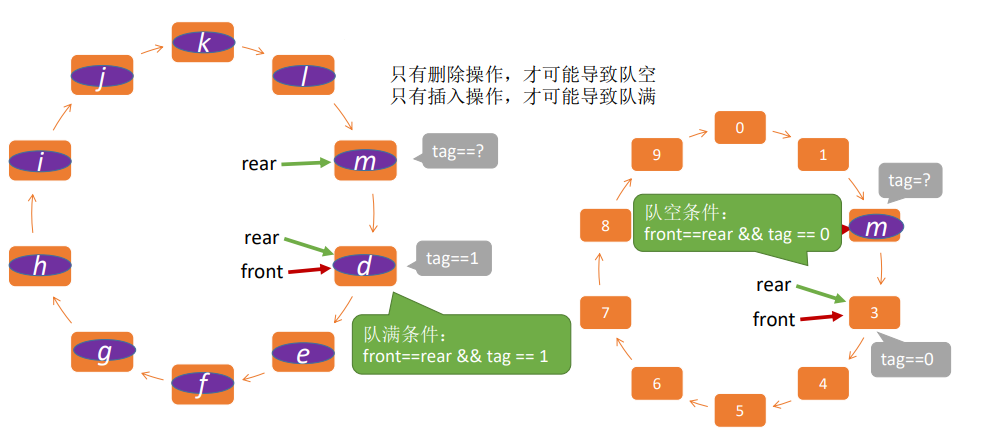 k
j
l
只有删除操作，才可能导致队空
只有插入操作，才可能导致队满
i
rear
m
tag==?
h
rear
front
d
tag==1
g
f
e
队满条件：
front==rear && tag == 1
0
9
1
tag=?
8
队空条件：
front==rear && tag == 0
m
rear
front
7
3
tag==0
6
4
5